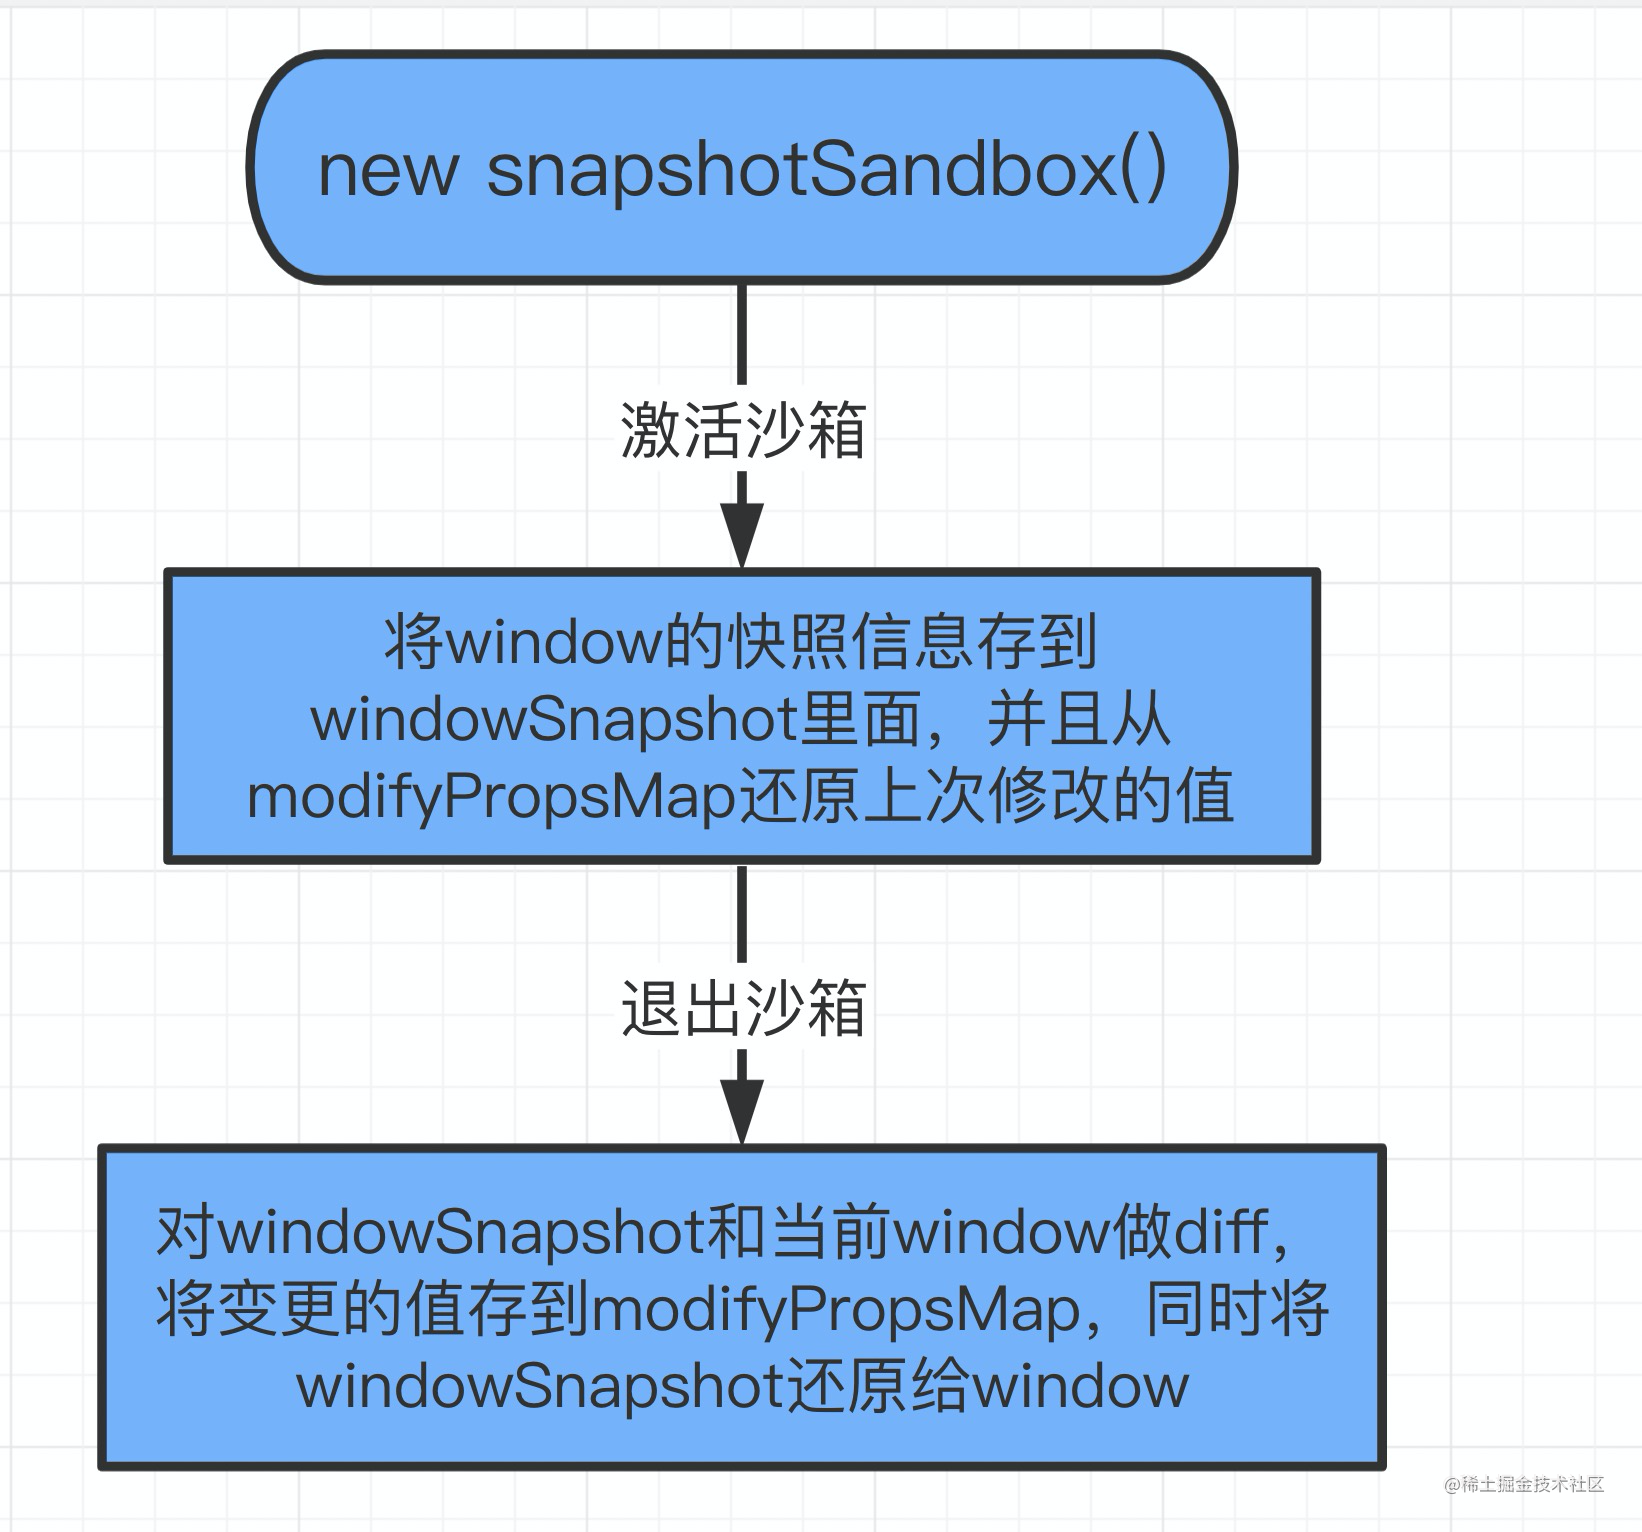 new snapshotSandbox()
激活沙箱
将window的快照信息存到
windowSnapshot里面，并且从
modifyPropsMap还原上次修改的值
退出沙箱
对windowSnapshot和当前window做diff，
将变更的值存到modifyPropsMap，同时将
windowSnapshot还原给window
@稀土掘金技术社区